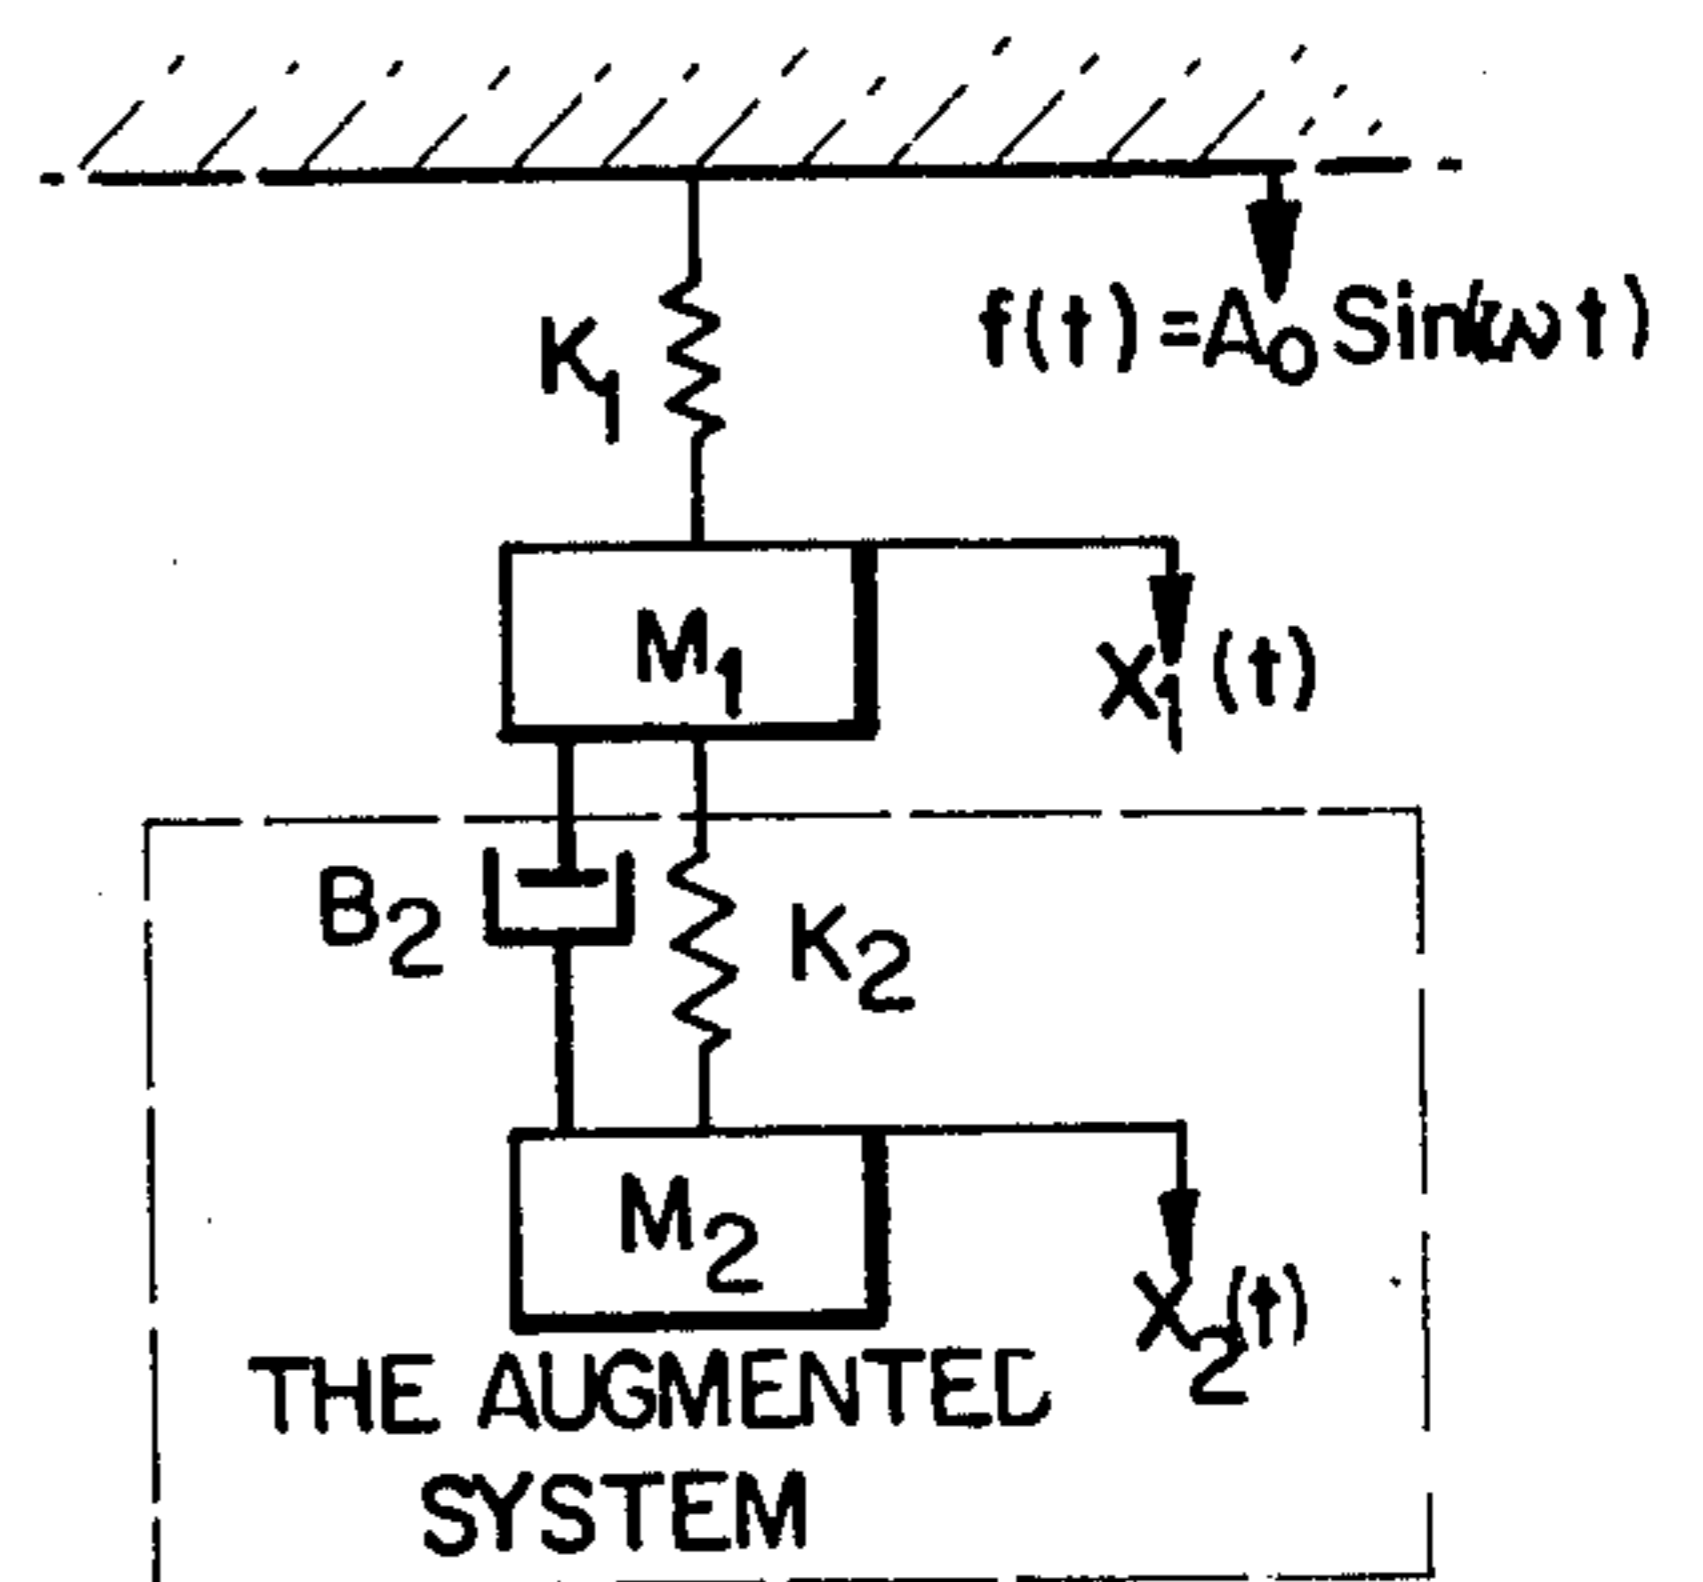 K1
f(t)=A0 Sin(ωt)
M1
X1(t)
B2
K2
M2
X2(t)
THE AUGMENTED
SYSTEM